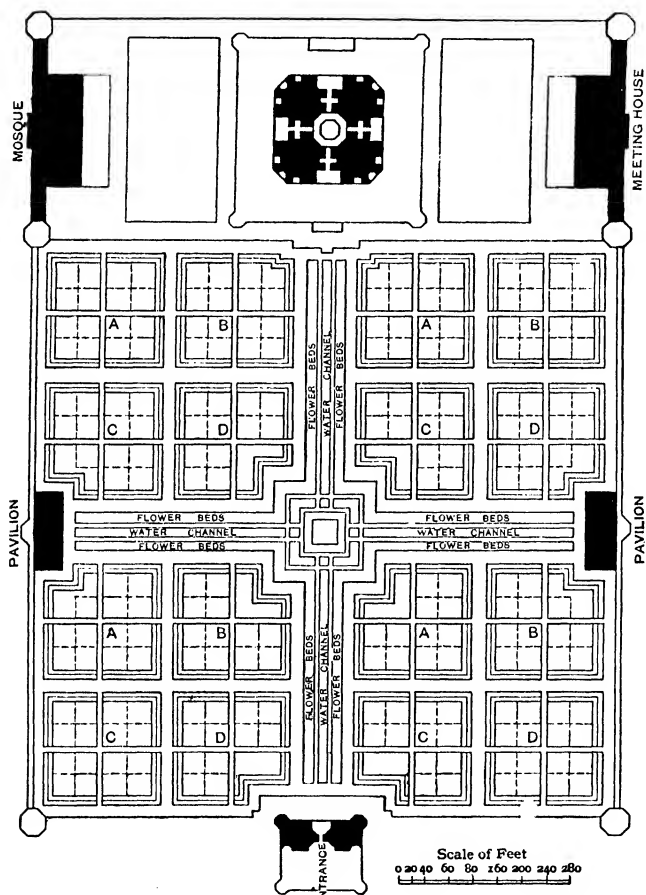 MOSQUE
MEETING HOUSE
A
B
A
B
FLOWER BEDS
WATER CHANNEL
FLOWER BEDS
C
D
C
D
PAVILION
FLOWER BEDS
WATER CHANNEL
FLOWER BEDS
FLOWER BEDS
WATER CHANNEL
FLOWER BEDS
PAVILION
A
B
A
B
FLOWER BEDS
WATER CHANNEL
FLOWER BEDS
C
D
C
D
NTRANCE
Scale of Feet
0 20 40 60 80 160 200 240 280